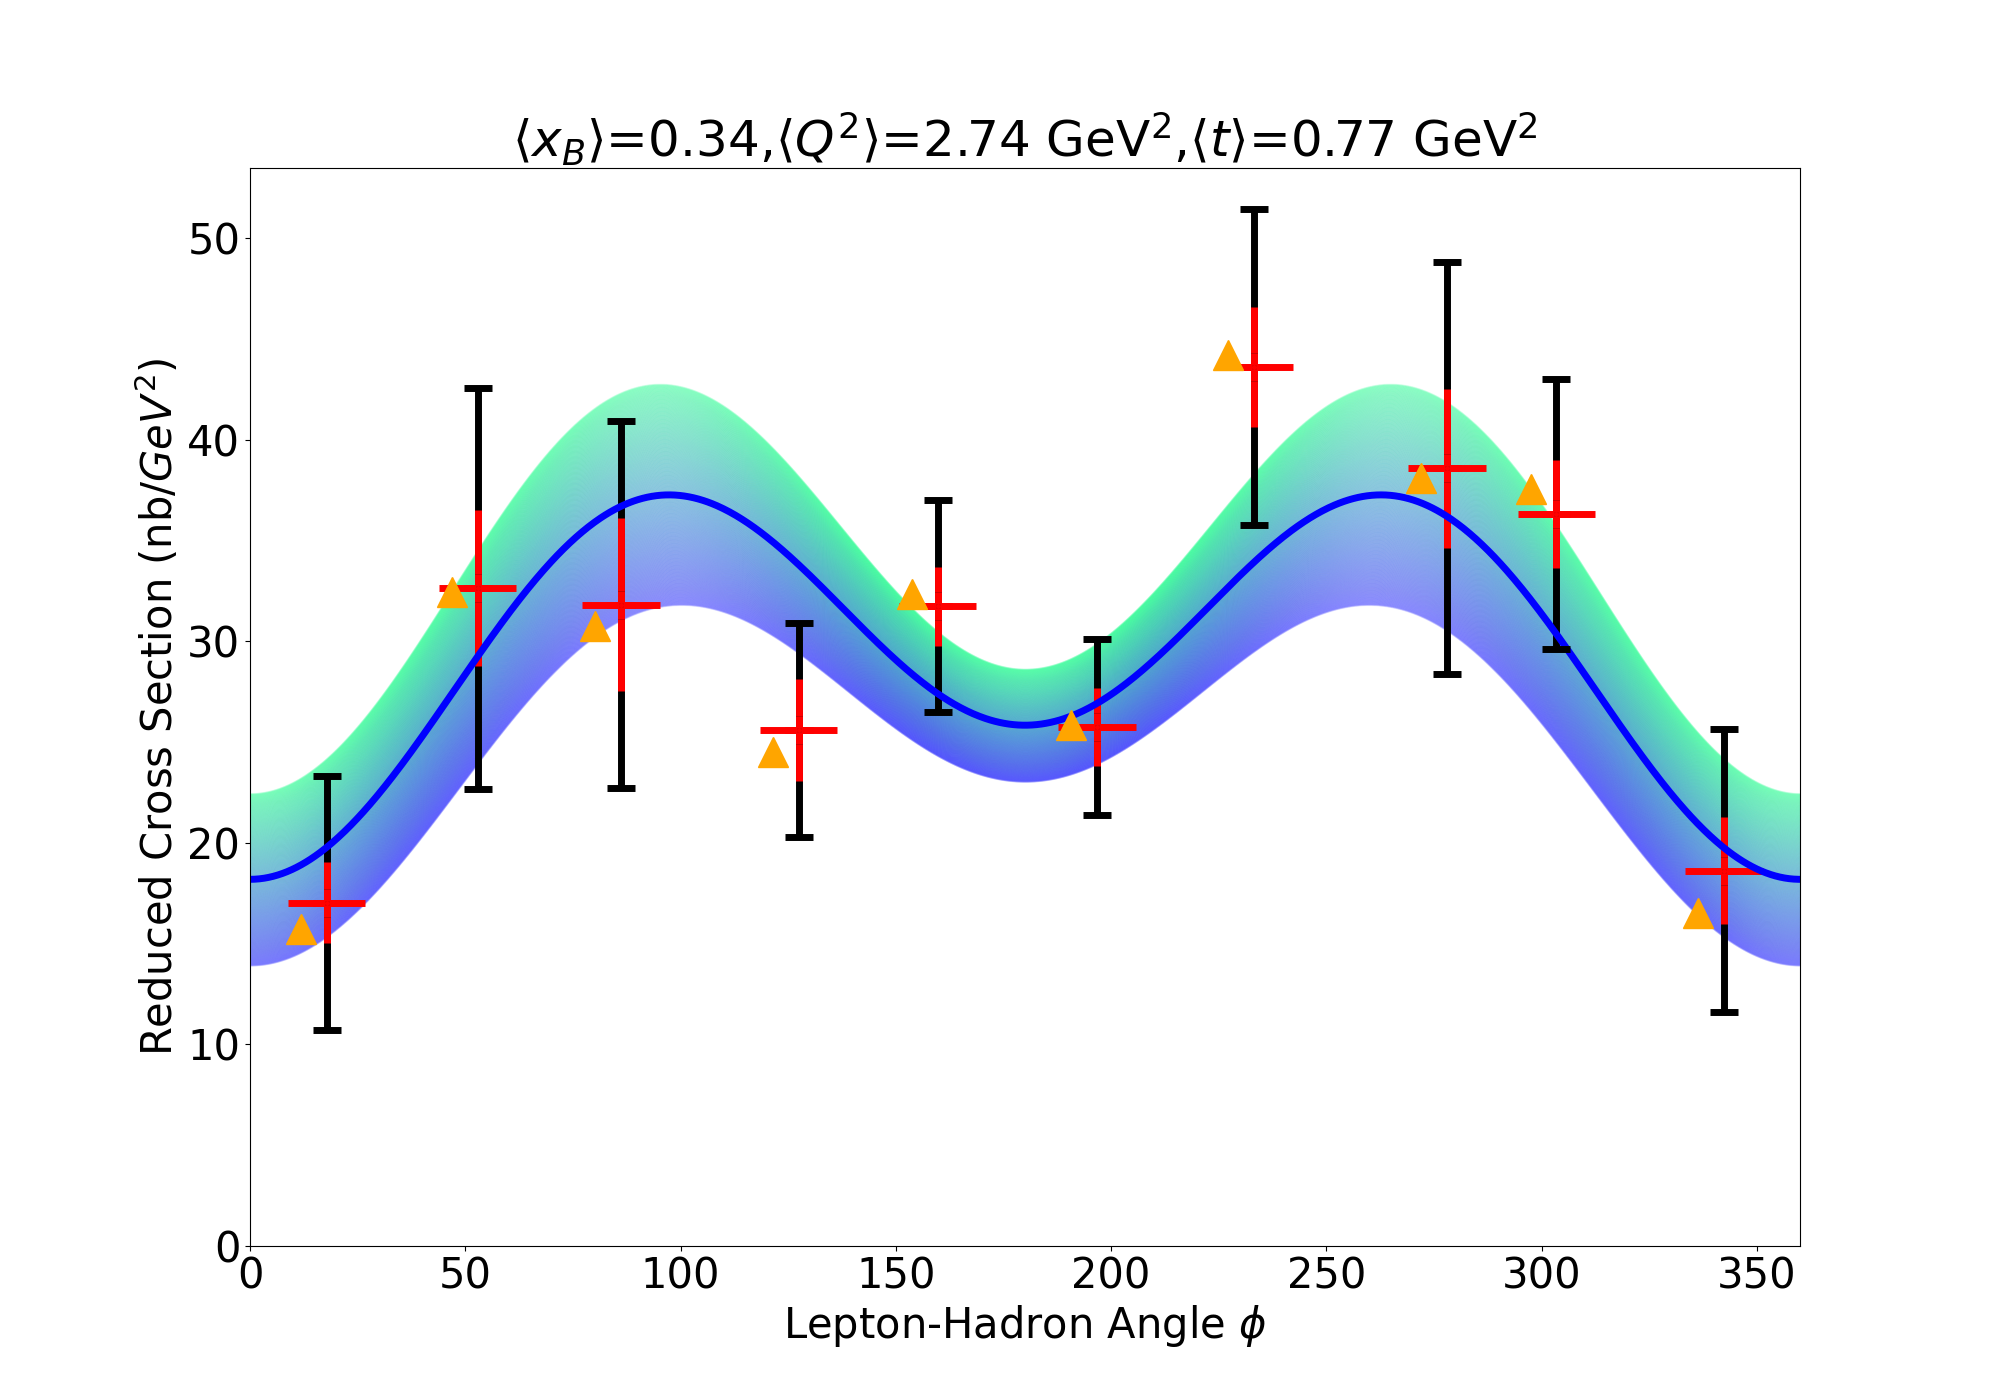 ⟨x_B⟩=0.34,⟨Q²⟩=2.74 GeV²,⟨t⟩=0.77 GeV²
Reduced Cross Section (nb/GeV²)
50
40
30
20
10
0
0 50 100 150 200 250 300 350
Lepton-Hadron Angle ϕ